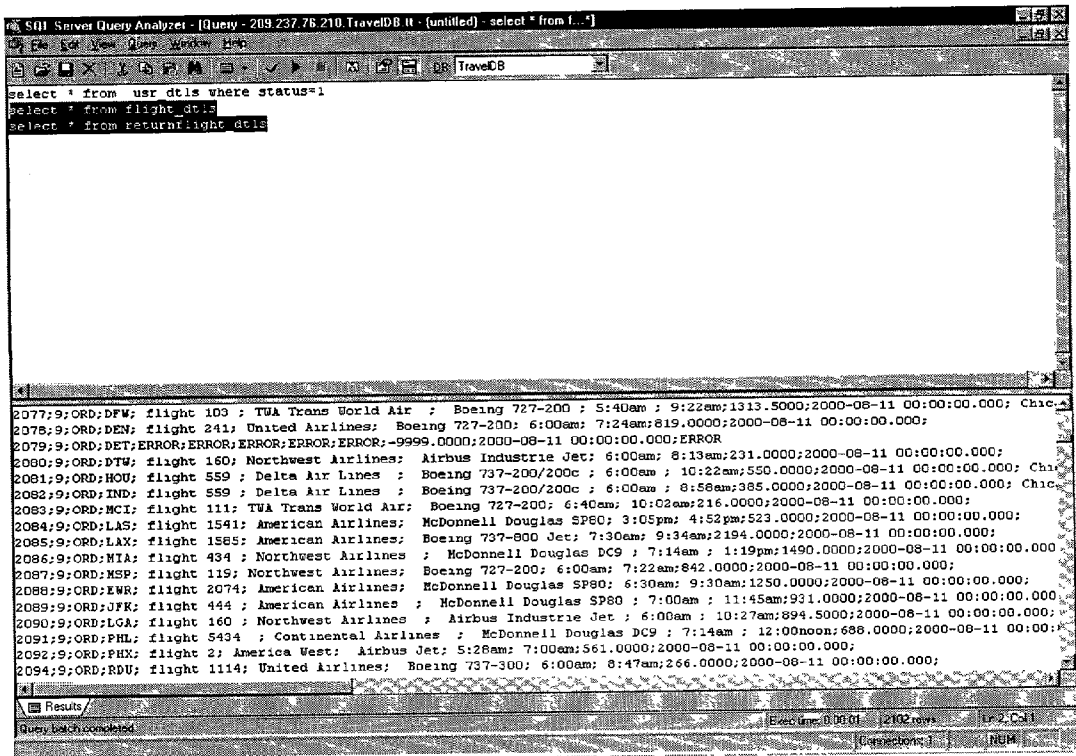 SQL Server Query Analyzer - [Query - 209.237.76.210.TravelDB.tt - (untitled) - select * from f...*]
File Edit View Query Window Help
DB: TravelDB
select * from usr_dtls where status=1
select * from flight_dtls
select * from returnflight_dtls
2077;9;ORD;DFW; flight 103 ; TWA Trans World Air ; Boeing 727-200 ; 5:40am ; 9:22am;1313.5000;2000-08-11 00:00:00.000; Chic
2078;9;ORD;DEN; flight 241; United Airlines; Boeing 727-200; 6:00am; 7:24am;819.0000;2000-08-11 00:00:00.000;
2079;9;ORD;DET;ERROR;ERROR;ERROR;ERROR;ERROR;-9999.0000;2000-08-11 00:00:00.000;ERROR
2080;9;ORD;DTW; flight 160; Northwest Airlines; Airbus Industrie Jet; 6:00am; 8:13am;231.0000;2000-08-11 00:00:00.000;
2081;9;ORD;HOU; flight 559 ; Delta Air Lines ; Boeing 737-200/200c ; 6:00am ; 10:22am;550.0000;2000-08-11 00:00:00.000; Chi
2082;9;ORD;IND; flight 559 ; Delta Air Lines ; Boeing 737-200/200c ; 6:00am ; 8:58am;385.0000;2000-08-11 00:00:00.000; Chic
2083;9;ORD;MCI; flight 111; TWA Trans World Air; Boeing 727-200; 6:40am; 10:02am;216.0000;2000-08-11 00:00:00.000;
2084;9;ORD;LAS; flight 1541; American Airlines; McDonnell Douglas SP80; 3:05pm; 4:52pm;523.0000;2000-08-11 00:00:00.000;
2085;9;ORD;LAX; flight 1585; American Airlines; Boeing 737-800 Jet; 7:30am; 9:34am;2194.0000;2000-08-11 00:00:00.000;
2086;9;ORD;MIA; flight 434 ; Northwest Airlines ; McDonnell Douglas DC9 ; 7:14am ; 1:19pm;1490.0000;2000-08-11 00:00:00.000
2087;9;ORD;MSP; flight 119; Northwest Airlines; Boeing 727-200; 6:00am; 7:22am;842.0000;2000-08-11 00:00:00.000;
2088;9;ORD;EWR; flight 2074; American Airlines; McDonnell Douglas SP80; 6:30am; 9:30am;1250.0000;2000-08-11 00:00:00.000;
2089;9;ORD;JFK; flight 444 ; American Airlines ; McDonnell Douglas SP80 ; 7:00am ; 11:45am;931.0000;2000-08-11 00:00:00.000
2090;9;ORD;LGA; flight 160 ; Northwest Airlines ; Airbus Industrie Jet ; 6:00am ; 10:27am;894.5000;2000-08-11 00:00:00.000;
2091;9;ORD;PHL; flight 5434 ; Continental Airlines ; McDonnell Douglas DC9 ; 7:14am ; 12:00noon;688.0000;2000-08-11 00:00:
2092;9;ORD;PHX; flight 2; America West; Airbus Jet; 5:28am; 7:00am;561.0000;2000-08-11 00:00:00.000;
2094;9;ORD;RDU; flight 1114; United Airlines; Boeing 737-300; 6:00am; 8:47am;266.0000;2000-08-11 00:00:00.000;
Results
Query batch completed
Exec time: 0:00:01 2102 rows Ln 2, Col 1
Connections: 1 NUM